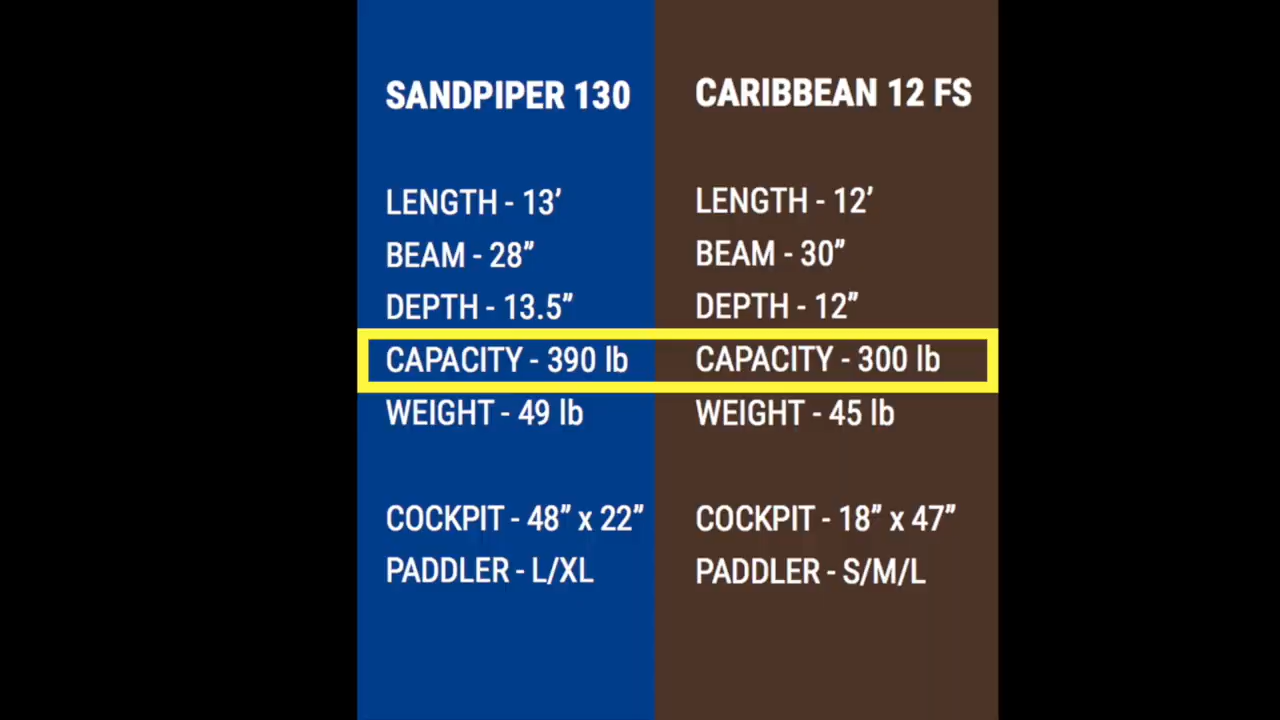 SANDPIPER 130
LENGTH - 13’
BEAM - 28”
DEPTH - 13.5”
CAPACITY - 390 lb
WEIGHT - 49 lb
COCKPIT - 48” x 22”
PADDLER - L/XL
CARIBBEAN 12 FS
LENGTH - 12’
BEAM - 30”
DEPTH - 12”
CAPACITY - 300 lb
WEIGHT - 45 lb
COCKPIT - 18” x 47”
PADDLER - S/M/L